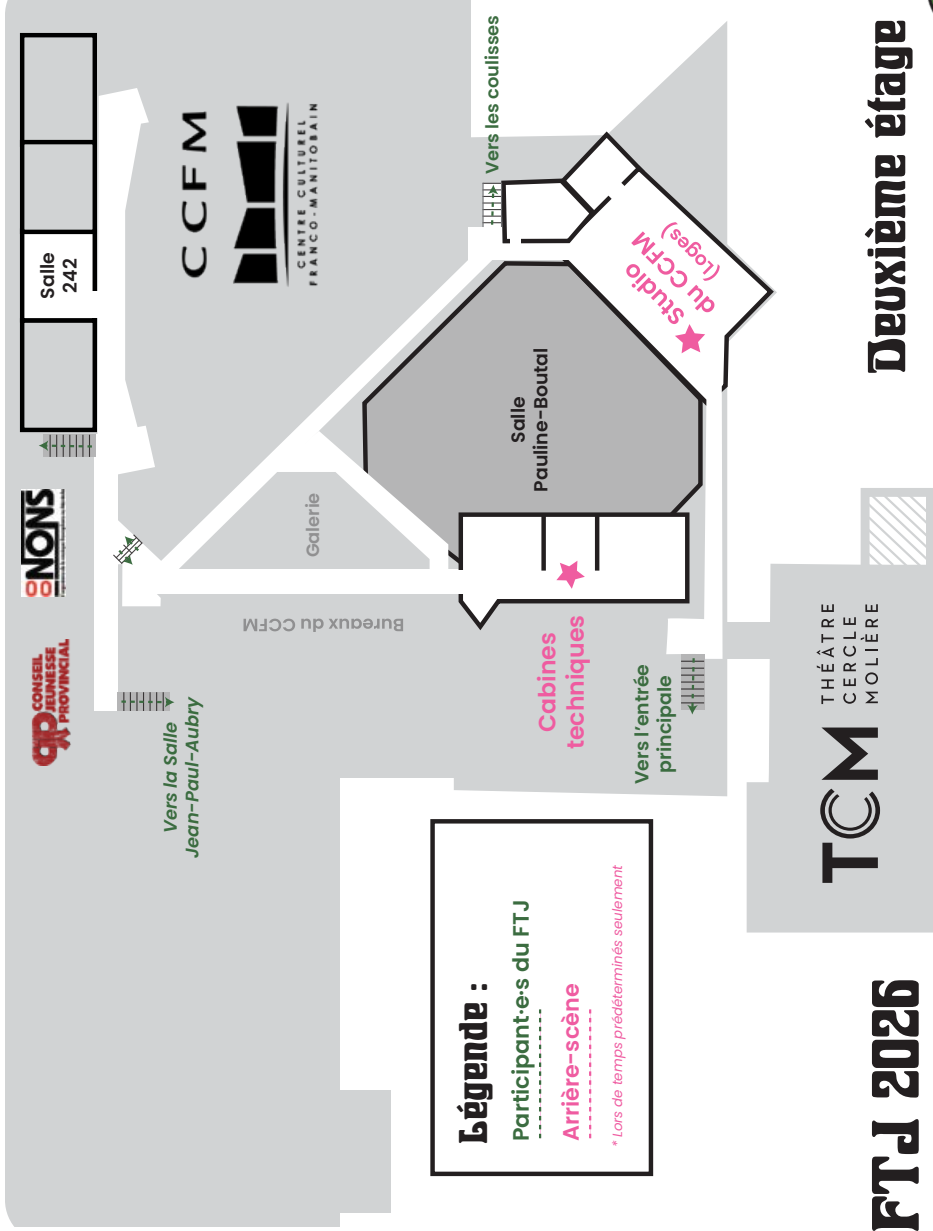 CONSEIL
JEUNESSE
PROVINCIAL
00NONS
Salle
242
Vers la Salle
Jean-Paul-Aubry
CCFM
CENTRE CULTUREL
FRANCO-MANITOBAIN
Bureaux du CCFM
Galerie
Vers les coulisses
Salle
Pauline-Boutal
Cabines
techniques
Studio
du CCFM
(Loges)
Vers l'entrée
principale
Légende :
Participant·e·s du FTJ
Arrière-scène
* Lors de temps prédéterminés seulement
TCM
THÉÂTRE
CERCLE
MOLIÈRE
FTJ 2026
Deuxième étage